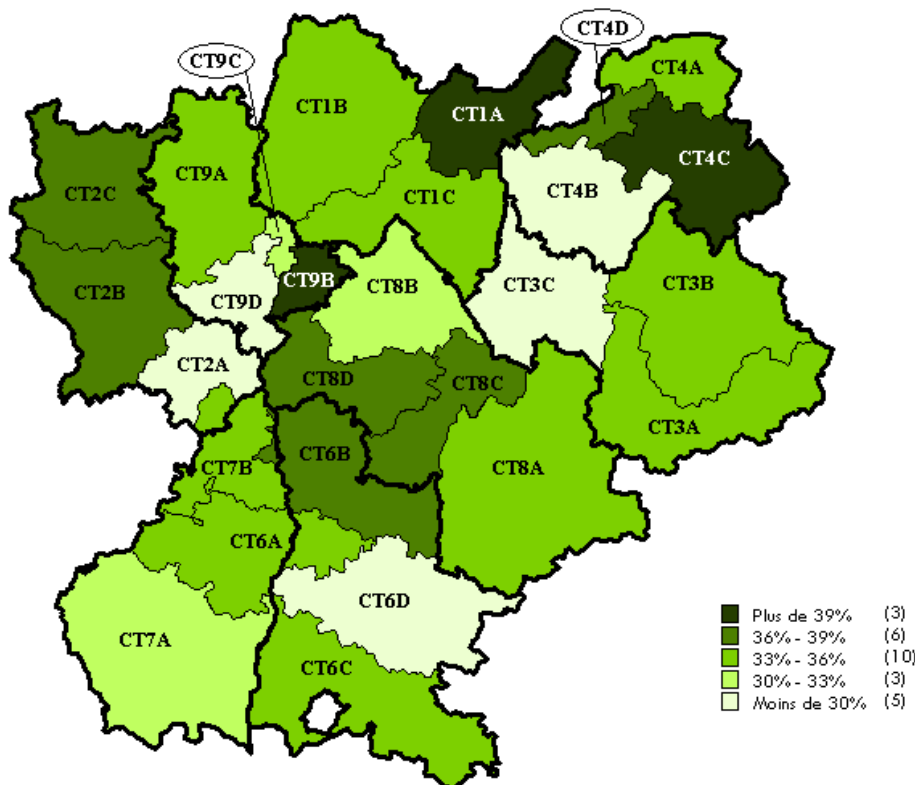 CT4D
CT9C
CT4A
CT1B
CT1A
CT4C
CT2C
CT9A
CT4B
CT1C
CT2B
CT9D
CT9B
CT8B
CT3C
CT3B
CT2A
CT8D
CT8C
CT3A
CT7B
CT6B
CT8A
CT6A
CT6D
CT7A
CT6C
Plus de 39% (3)
36% - 39% (6)
33% - 36% (10)
30% - 33% (3)
Moins de 30% (5)